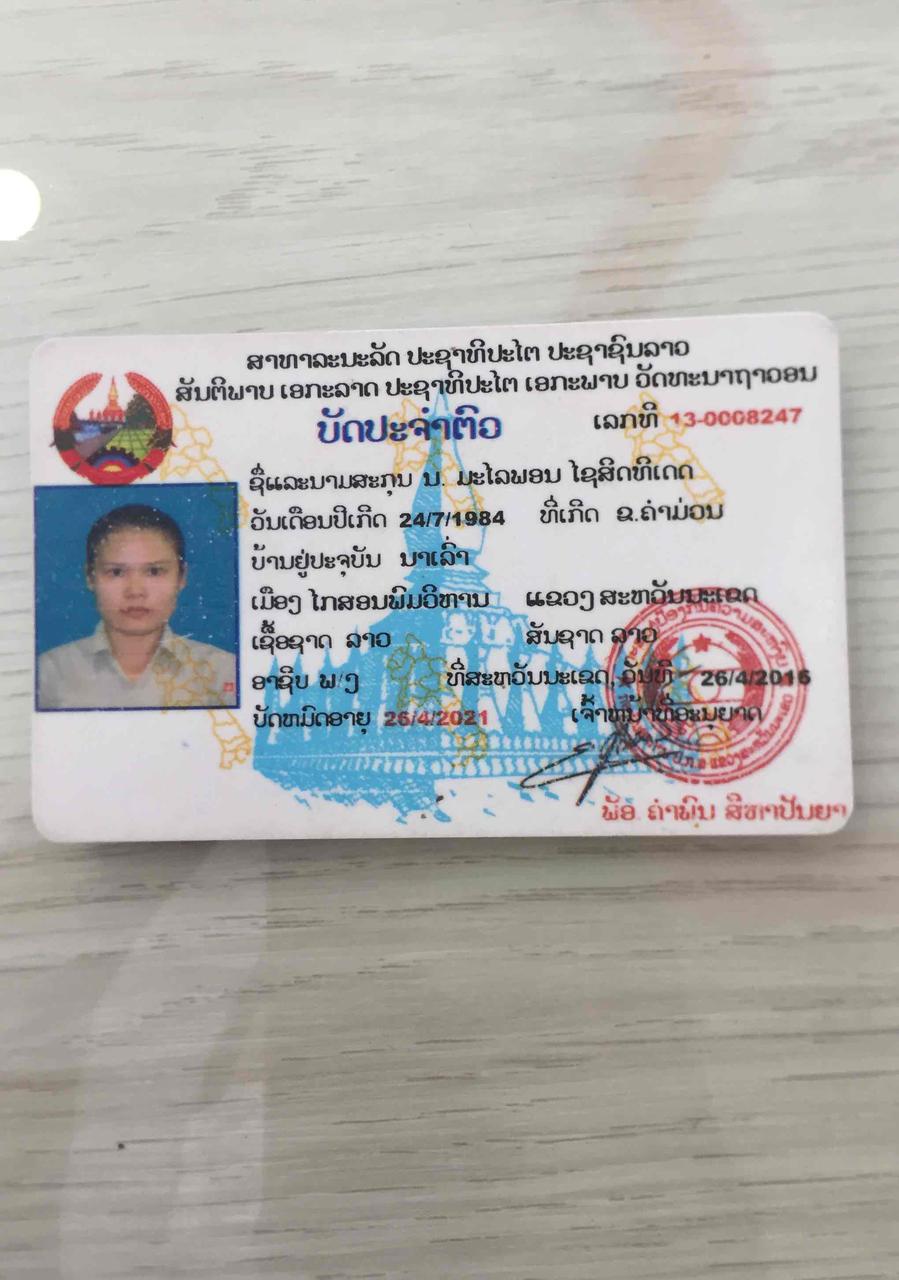 ສາທາລະນະລັດ ປະຊາທິປະໄຕ ປະຊາຊົນລາວ
ສັນຕິພາບ ເອກະລາດ ປະຊາທິປະໄຕ ເອກະພາບ ວັດທະນາຖາວອນ
ບັດປະຈຳຕົວ ເລກທີ 13-0008247
ຊື່ແລະນາມສະກຸນ ນ. ມະໄລພອນ ໄຊສິດທິເດດ
ວັນເດືອນປີເກີດ 24/7/1984 ທີ່ເກີດ ຂ.ຄຳມ່ວນ
ບ້ານຢູ່ປະຈຸບັນ ນາເລົ່າ
ເມືອງ ໄກສອນພົມວິຫານ ແຂວງ ສະຫວັນນະເຂດ
ເຊື້ອຊາດ ລາວ ສັນຊາດ ລາວ
ອາຊີບ ພ/ງ ທີ່ສະຫວັນນະເຂດ, ວັນທີ 26/4/2016
ບັດຫມົດອາຍຸ 26/4/2021 ເຈົ້າຫນ້າທີ່ອະນຸຍາດ
ພັອ. ຄຳພົນ ສີຫາປັນຍາ